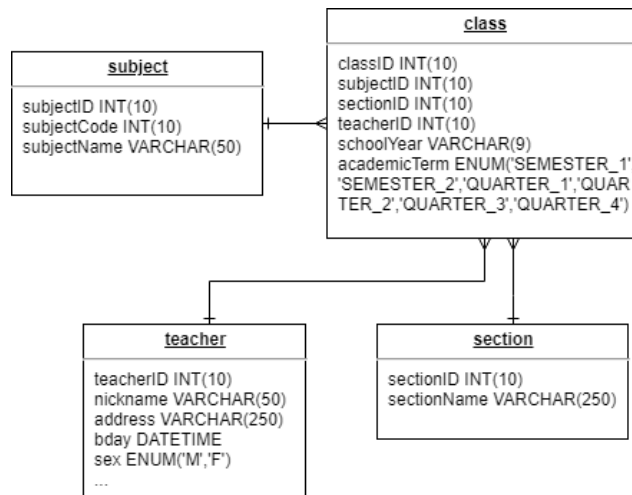 subject
subjectID INT(10)
subjectCode INT(10)
subjectName VARCHAR(50)
class
classID INT(10)
subjectID INT(10)
sectionID INT(10)
teacherID INT(10)
schoolYear VARCHAR(9)
academicTerm ENUM('SEMESTER_1'
'SEMESTER_2','QUARTER_1','QUAR
TER_2','QUARTER_3','QUARTER_4')
teacher
teacherID INT(10)
nickname VARCHAR(50)
address VARCHAR(250)
bday DATETIME
sex ENUM('M','F')
...
section
sectionID INT(10)
sectionName VARCHAR(250)